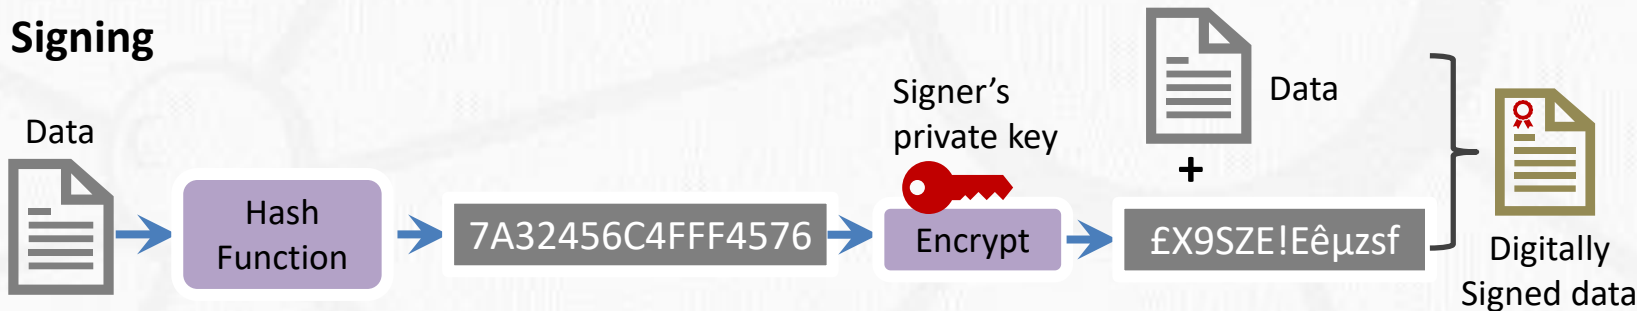 Signing
Data
Hash
Function
7A32456C4FFF4576
Signer's
private key
Encrypt
Data
+
£X9SZE!Eêµzsf
Digitally
Signed data